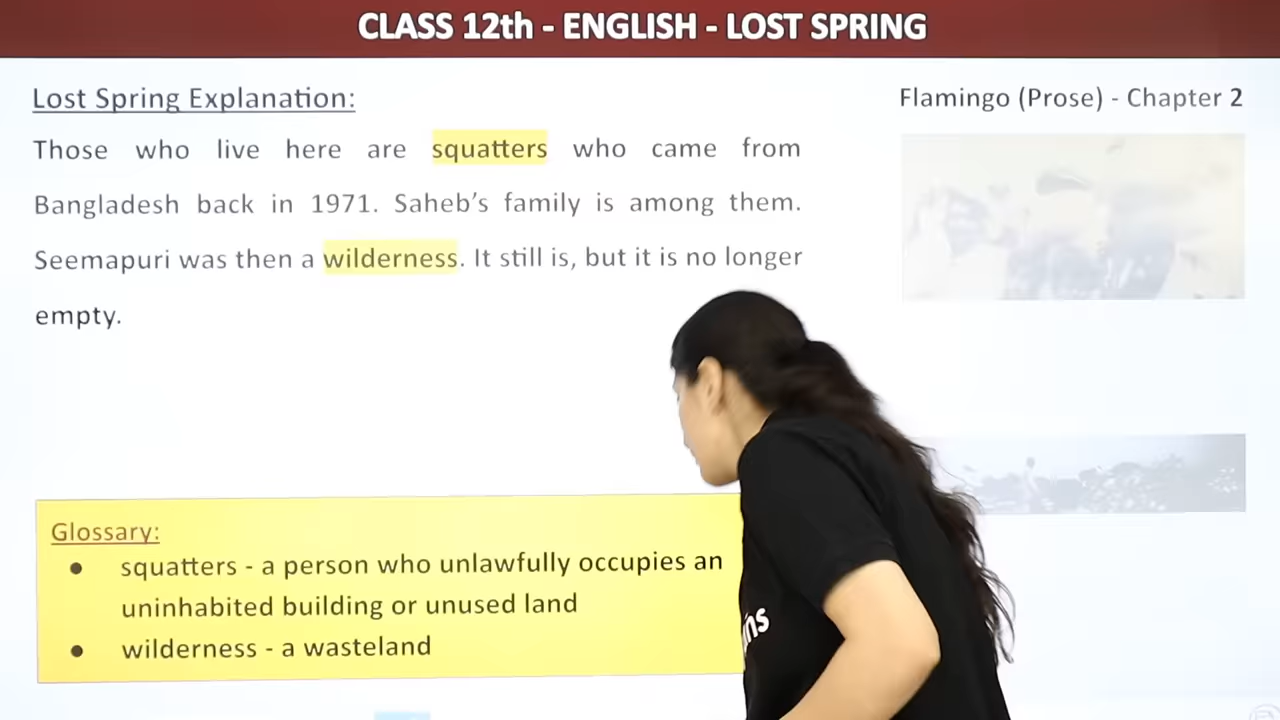 CLASS 12th - ENGLISH - LOST SPRING
Lost Spring Explanation:
Flamingo (Prose) - Chapter 2
Those who live here are squatters who came from
Bangladesh back in 1971. Saheb's family is among them.
Seemapuri was then a wilderness. It still is, but it is no longer
empty.
Glossary:
● squatters - a person who unlawfully occupies an
uninhabited building or unused land
● wilderness - a wasteland